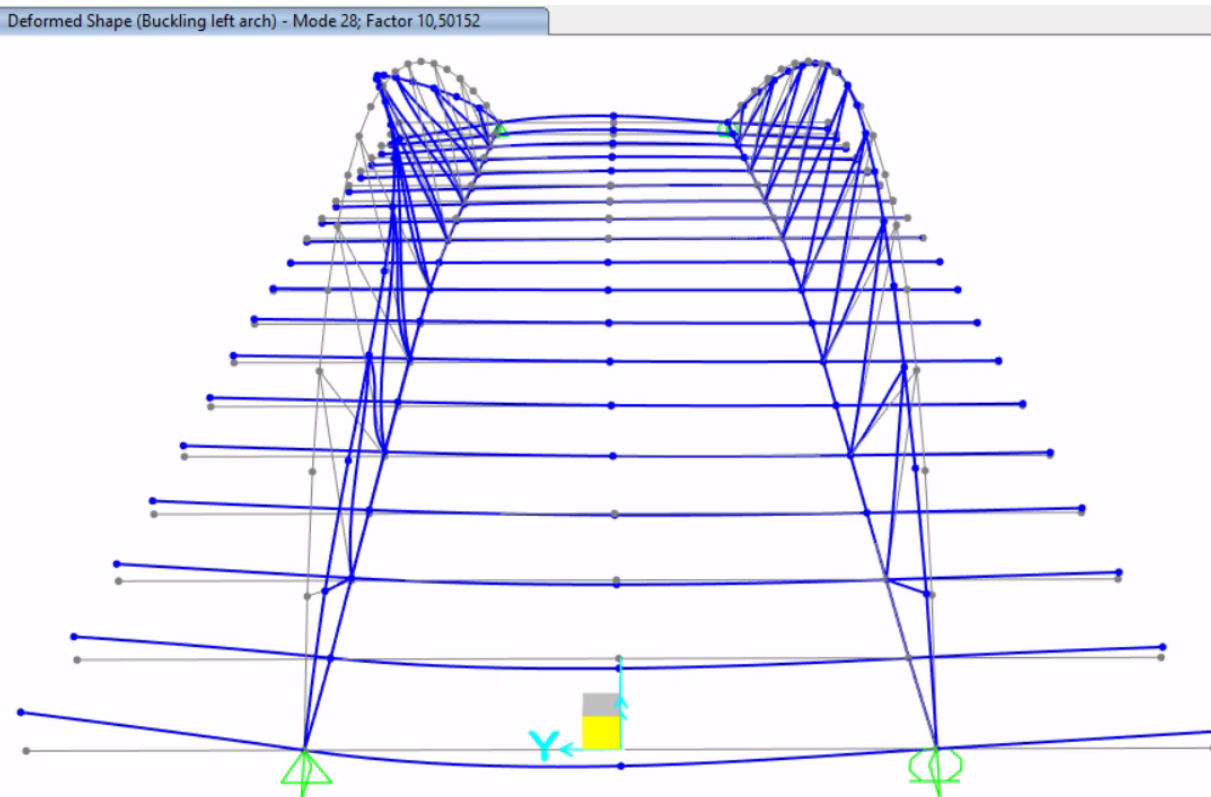 Deformed Shape (Buckling left arch) - Mode 28; Factor 10,50152
Y